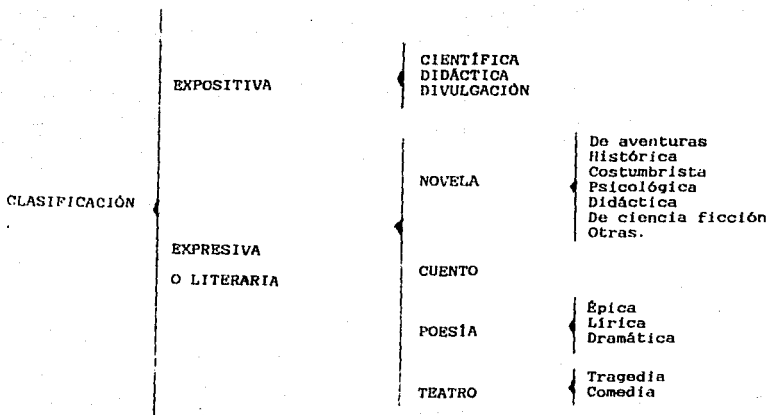 CLASIFICACIÓN
EXPOSITIVA
CIENTÍFICA
DIDÁCTICA
DIVULGACIÓN
EXPRESIVA
O LITERARIA
NOVELA
De aventuras
Histórica
Costumbrista
Psicológica
Didáctica
De ciencia ficción
Otras.
CUENTO
POESÍA
Épica
Lírica
Dramática
TEATRO
Tragedia
Comedia